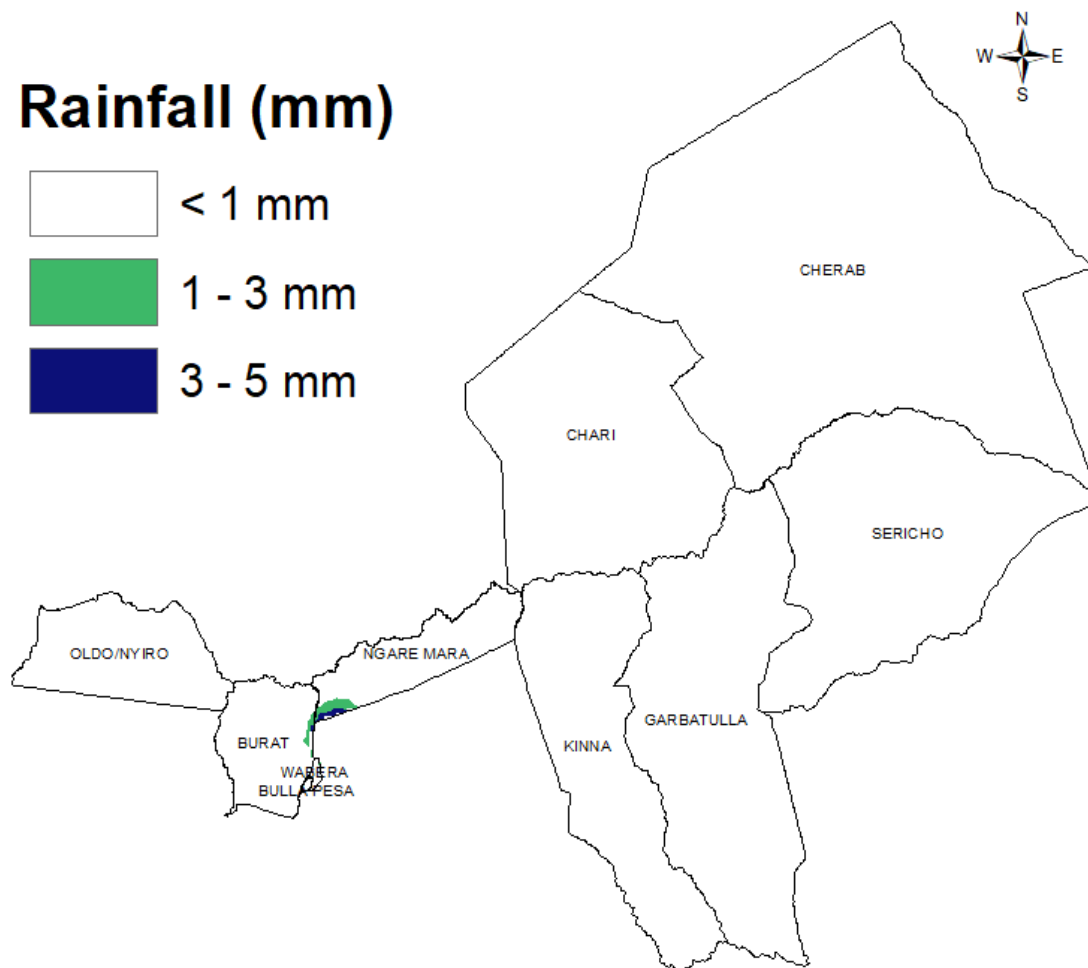 N
W E
S
Rainfall (mm)
< 1 mm
1 - 3 mm
3 - 5 mm
CHERAB
CHARI
SERICHO
OLDO/NYIRO
NGARE MARA
GARBATULLA
BURAT
KINNA
WABERA
BULLA PESA